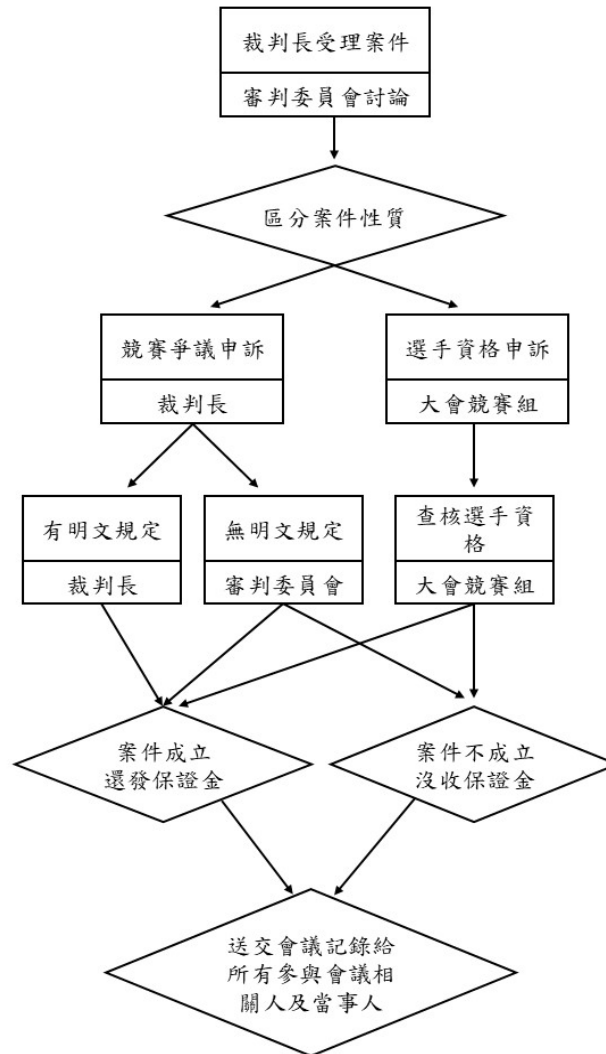 裁判長受理案件
審判委員會討論
區分案件性質
競賽爭議申訴
裁判長
選手資格申訴
大會競賽組
有明文規定
裁判長
無明文規定
審判委員會
查核選手資
格
大會競賽組
案件成立
還發保證金
案件不成立
沒收保證金
送交會議記錄給
所有參與會議相
關人及當事人